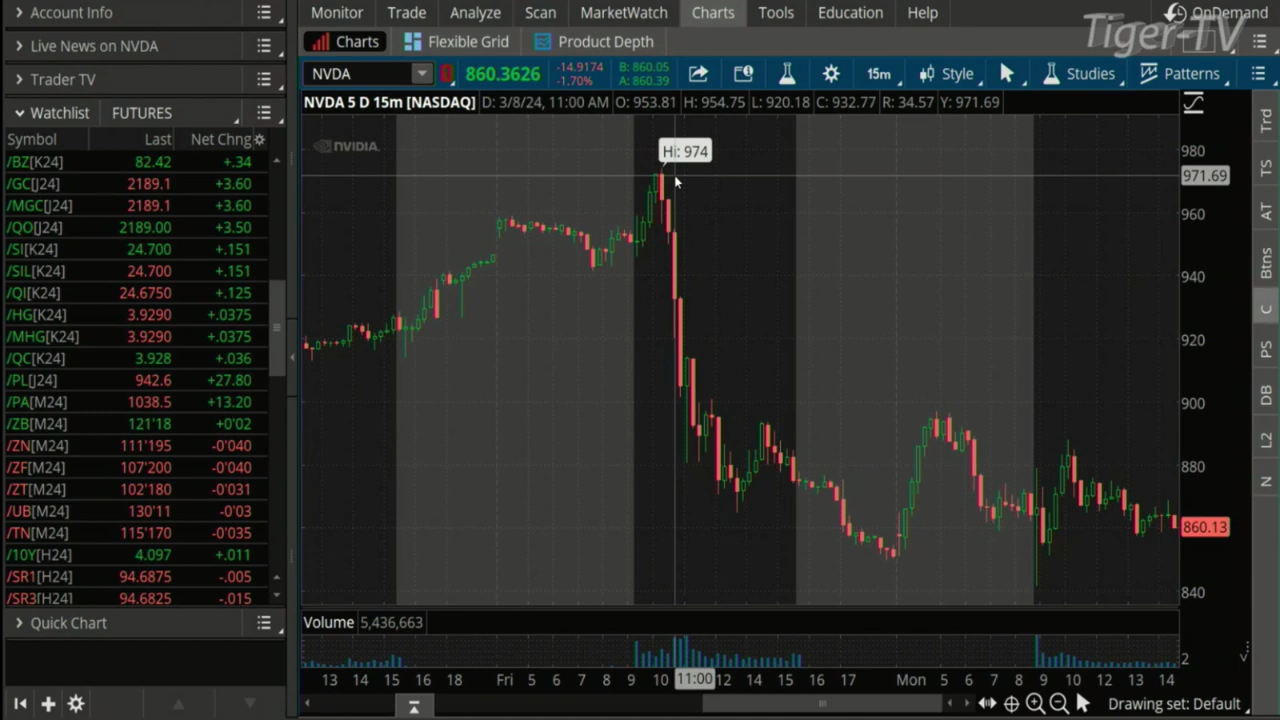 Account Info
Live News on NVDA
Trader TV
Watchlist FUTURES
Symbol Last Net Chng
/BZ[K24] 82.42 +.34
/GC[J24] 2189.1 +3.60
/MGC[J24] 2189.1 +3.60
/QO[J24] 2189.00 +3.50
/SI[K24] 24.700 +.151
/SIL[K24] 24.700 +.151
/QI[K24] 24.6750 +.125
/HG[K24] 3.9290 +.0375
/MHG[K24] 3.9290 +.0375
/QC[K24] 3.928 +.036
/PL[J24] 942.6 +27.80
/PA[M24] 1038.5 +13.20
/ZB[M24] 121'18 +0'02
/ZN[M24] 111'195 -0'040
/ZF[M24] 107'200 -0'040
/ZT[M24] 102'180 -0'031
/UB[M24] 130'11 -0'03
/TN[M24] 115'170 -0'035
/10Y[H24] 4.097 +.011
/SR1[H24] 94.6875 -.005
/SR3[H24] 94.6825 -.015
Quick Chart
Monitor Trade Analyze Scan MarketWatch Charts Tools Education Help
OnDemand
Tiger-TV
Charts Flexible Grid Product Depth
NVDA 860.3626 -14.9174 -1.70% B: 860.05 A: 860.39 15m Style Studies Patterns
NVDA 5 D 15m [NASDAQ] D: 3/8/24, 11:00 AM O: 953.81 H: 954.75 L: 920.18 C: 932.77 R: 34.57 Y: 971.69
NVIDIA.
Hi: 974
980
971.69
960
940
920
900
880
860.13
840
Volume 5,436,663
2
13 14 15 16 18 Fri 6 7 8 9 10 11:00 12 14 15 16 17 Mon 4 5 6 7 8 9 10 12 13 14
Drawing set: Default
Trd
TS
AT
Btns
C
PS
DB
L2
N